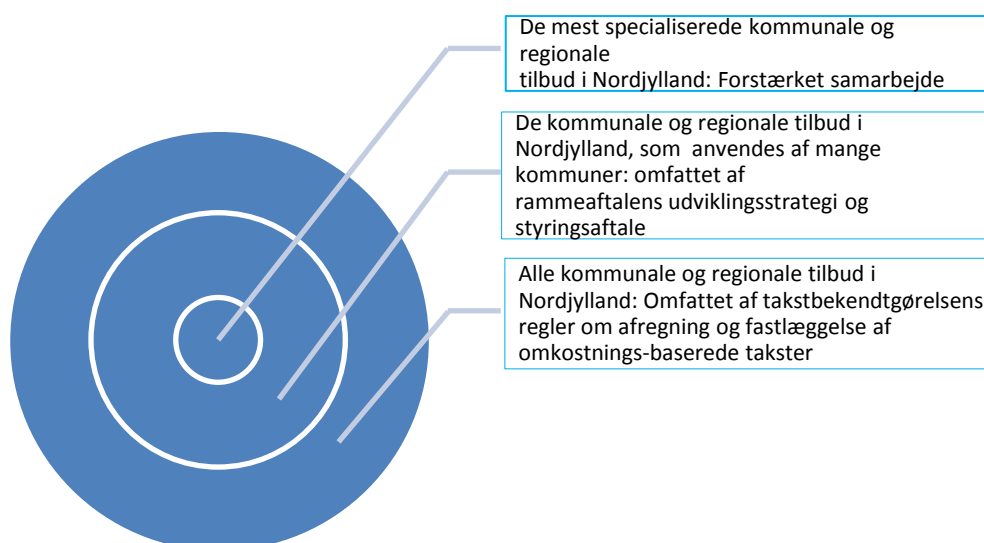 De mest specialiserede kommunale og
regionale
tilbud i Nordjylland: Forstærket samarbejde
De kommunale og regionale tilbud i
Nordjylland, som anvendes af mange
kommuner: omfattet af
rammeaftalens udviklingsstrategi og
styringsaftale
Alle kommunale og regionale tilbud i
Nordjylland: Omfattet af takstbekendtgørelsens
regler om afregning og fastlæggelse af
omkostnings-baserede takster